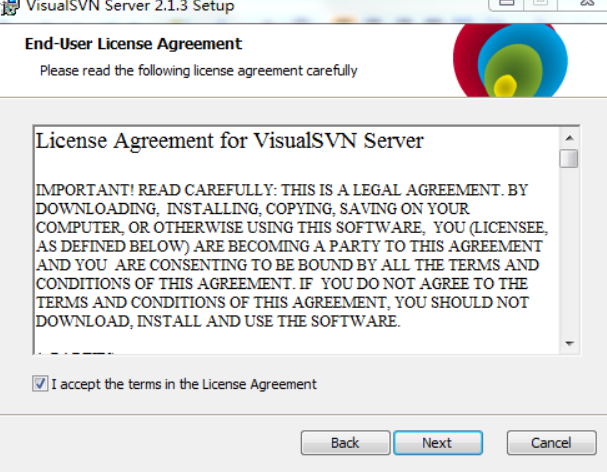 VisualSVN Server 2.1.3 Setup
End-User License Agreement
Please read the following license agreement carefully
License Agreement for VisualSVN Server
IMPORTANT! READ CAREFULLY: THIS IS A LEGAL AGREEMENT. BY
DOWNLOADING, INSTALLING, COPYING, SAVING ON YOUR
COMPUTER, OR OTHERWISE USING THIS SOFTWARE, YOU (LICENSEE,
AS DEFINED BELOW) ARE BECOMING A PARTY TO THIS AGREEMENT
AND YOU ARE CONSENTING TO BE BOUND BY ALL THE TERMS AND
CONDITIONS OF THIS AGREEMENT. IF YOU DO NOT AGREE TO THE
TERMS AND CONDITIONS OF THIS AGREEMENT, YOU SHOULD NOT
DOWNLOAD, INSTALL AND USE THE SOFTWARE.
I accept the terms in the License Agreement
Back
Next
Cancel